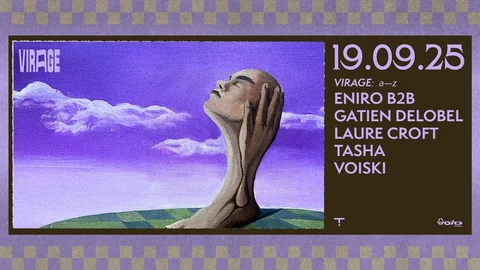 VIRAGE
19.09.25
VIRAGE: a—z
ENIRO B2B
GATIEN DELOBEL
LAURE CROFT
TASHA
VOISKI
T